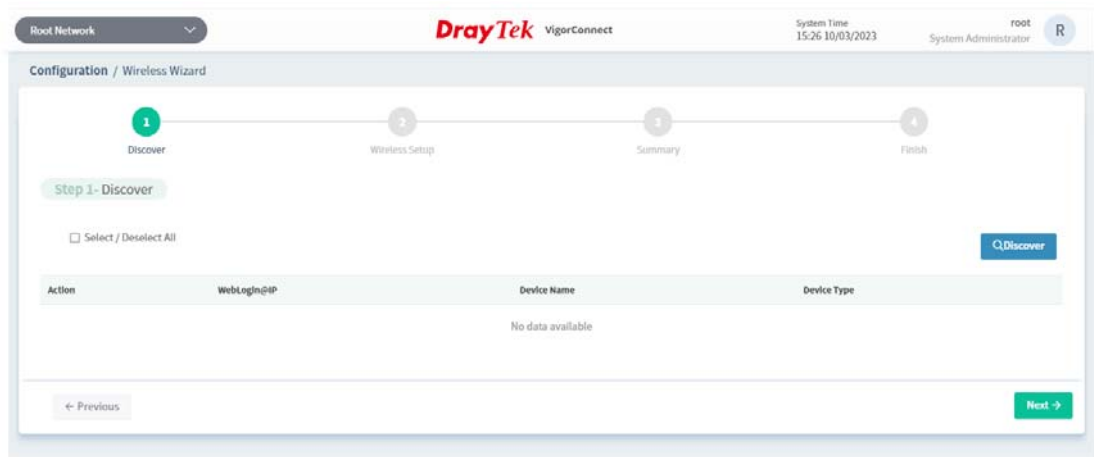 Root Network
DrayTek VigorConnect
System Time
15:26 10/03/2023
root
System Administrator
R
Configuration / Wireless Wizard
1
2
3
4
Discover
Wireless Setup
Summary
Finish
Step 1- Discover
Select / Deselect All
Discover
Action WebLogin@IP Device Name Device Type
No data available
← Previous
Next →